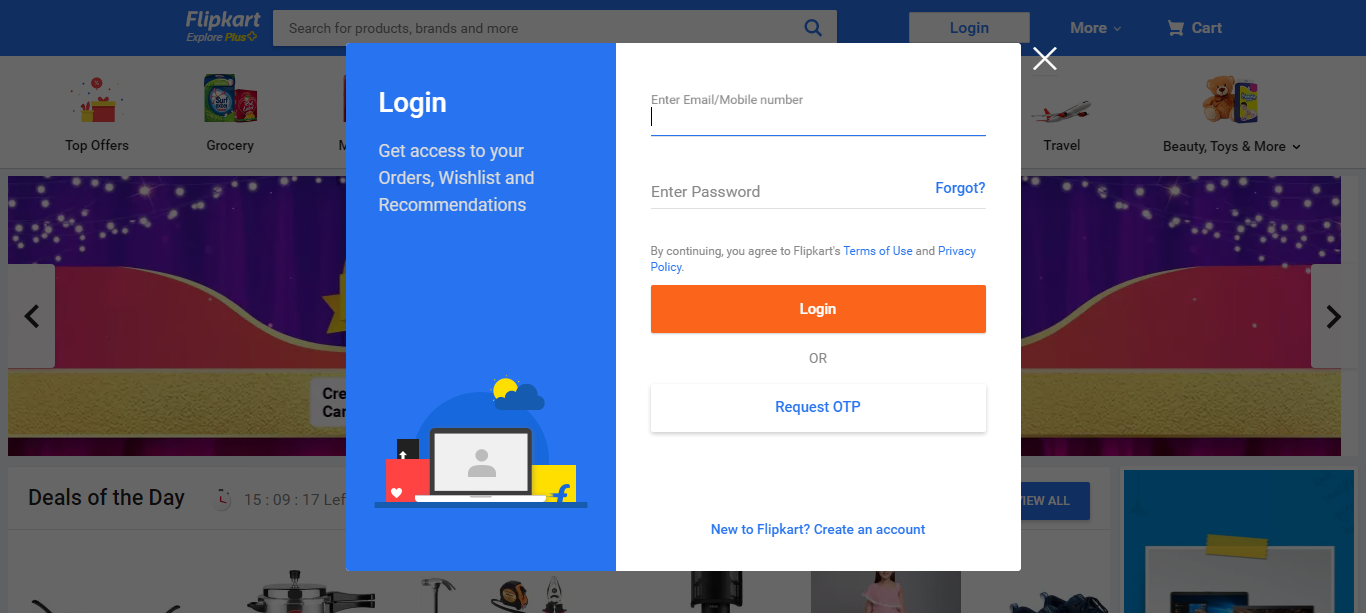 Flipkart
Explore Plus
Search for products, brands and more
Login
More
Cart
Top Offers
Grocery
M
Travel
Beauty, Toys & More
Login
Get access to your
Orders, Wishlist and
Recommendations
Enter Email/Mobile number
Enter Password
Forgot?
By continuing, you agree to Flipkart's Terms of Use and Privacy
Policy.
Login
OR
Request OTP
New to Flipkart? Create an account
Cre
Car
Deals of the Day
15 : 09 : 17 Lef
VIEW ALL